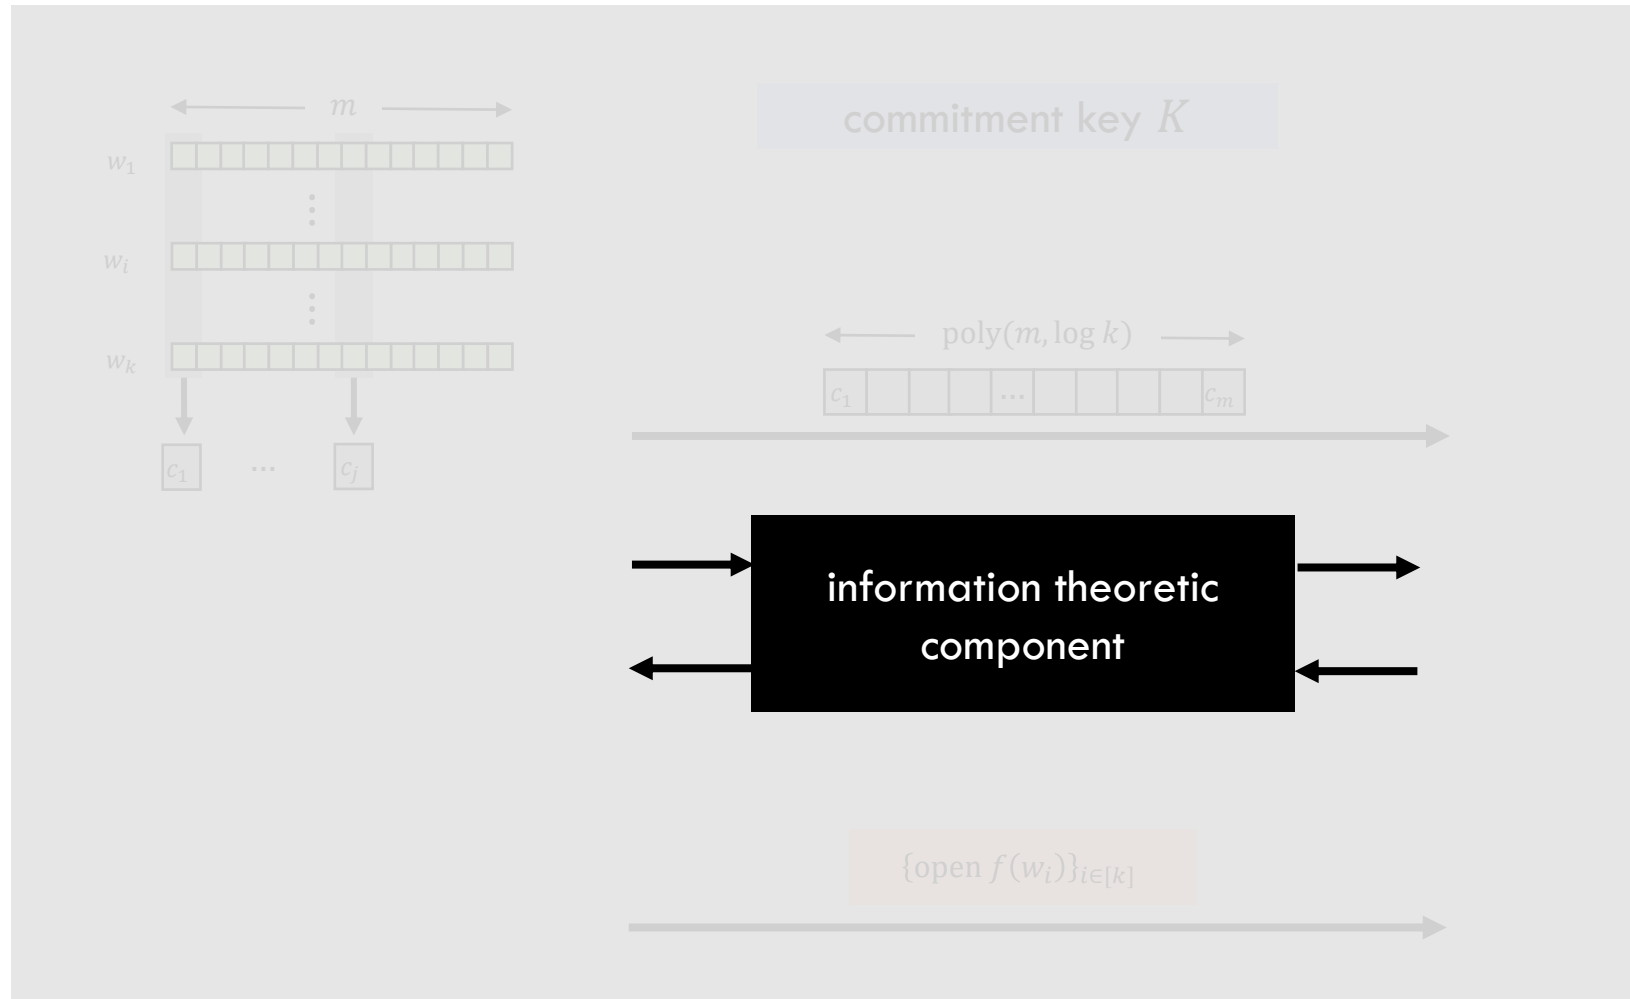 m
commitment key K
w₁
wᵢ
wₖ
poly(m, log k)
c₁ ... cₘ
c₁ ... cⱼ
information theoretic
component
{open f(wᵢ)}ᵢ∈[k]